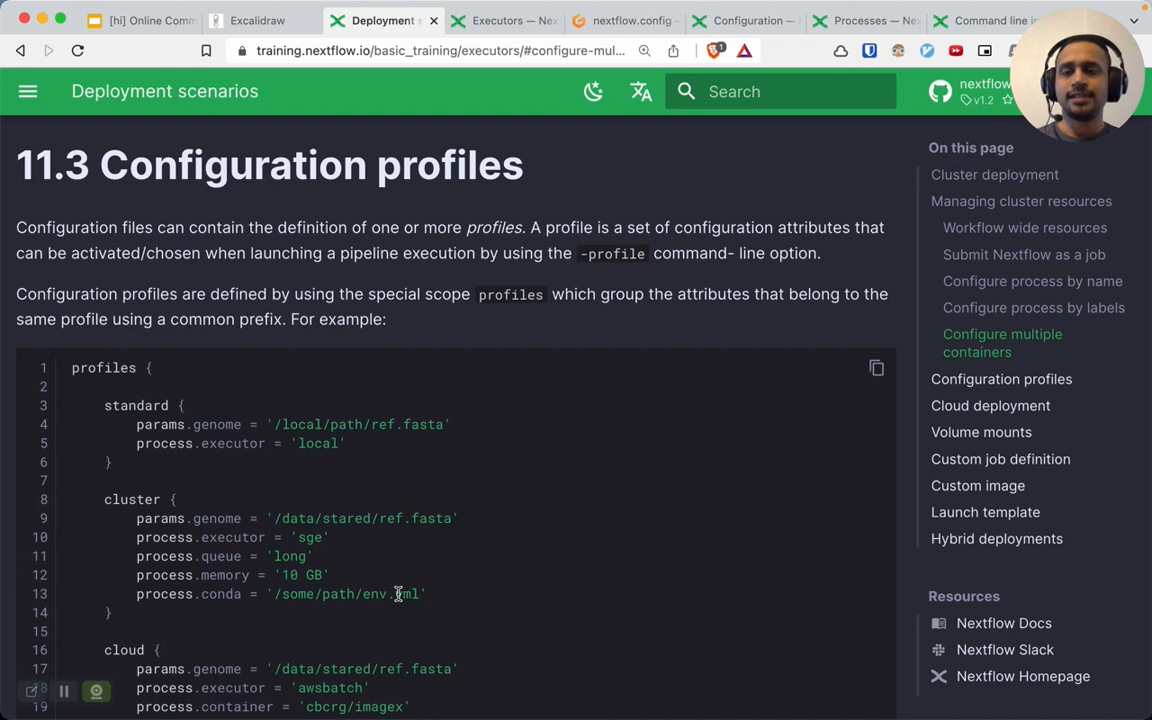 [hi] Online Comm
Excalidraw
Deployment s
Executors — Nex
nextflow.config -
Configuration —
Processes — Nex
Command line in
training.nextflow.io/basic_training/executors/#configure-mul...
1
Deployment scenarios
Search
nextflow
v1.2
11.3 Configuration profiles
Configuration files can contain the definition of one or more profiles. A profile is a set of configuration attributes that
can be activated/chosen when launching a pipeline execution by using the -profile command- line option.
Configuration profiles are defined by using the special scope profiles which group the attributes that belong to the
same profile using a common prefix. For example:
1 profiles {
2
3 standard {
4 params.genome = '/local/path/ref.fasta'
5 process.executor = 'local'
6 }
7
8 cluster {
9 params.genome = '/data/stared/ref.fasta'
10 process.executor = 'sge'
11 process.queue = 'long'
12 process.memory = '10 GB'
13 process.conda = '/some/path/env.yml'
14 }
15
16 cloud {
17 params.genome = '/data/stared/ref.fasta'
18 process.executor = 'awsbatch'
19 process.container = 'cbcrg/imagex'
On this page
Cluster deployment
Managing cluster resources
Workflow wide resources
Submit Nextflow as a job
Configure process by name
Configure process by labels
Configure multiple
containers
Configuration profiles
Cloud deployment
Volume mounts
Custom job definition
Custom image
Launch template
Hybrid deployments
Resources
Nextflow Docs
Nextflow Slack
Nextflow Homepage